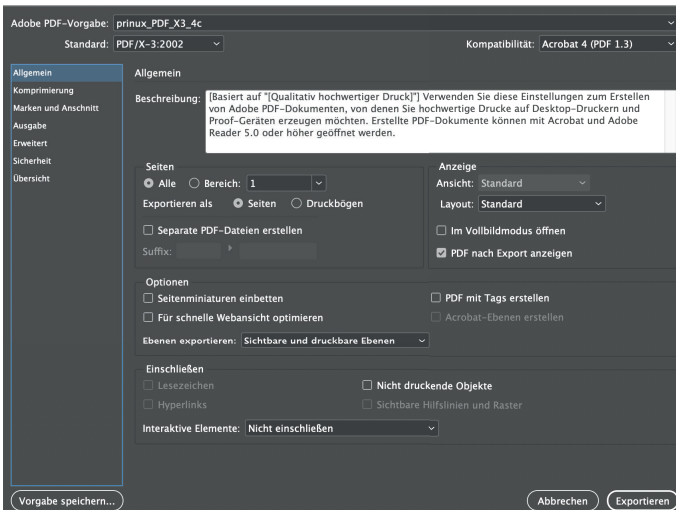 Adobe PDF-Vorgabe: prinux_PDF_X3_4c
Standard: PDF/X-3:2002
Kompatibilität: Acrobat 4 (PDF 1.3)
Allgemein
Komprimierung
Marken und Anschnitt
Ausgabe
Erweitert
Sicherheit
Übersicht
Allgemein
Beschreibung: [Basiert auf "[Qualitativ hochwertiger Druck]"] Verwenden Sie diese Einstellungen zum Erstellen
von Adobe PDF-Dokumenten, von denen Sie hochwertige Drucke auf Desktop-Druckern und
Proof-Geräten erzeugen möchten. Erstellte PDF-Dokumente können mit Acrobat und Adobe
Reader 5.0 oder höher geöffnet werden.
Seiten
Alle Bereich: 1
Exportieren als Seiten Druckbögen
Separate PDF-Dateien erstellen
Suffix:
Anzeige
Ansicht: Standard
Layout: Standard
Im Vollbildmodus öffnen
PDF nach Export anzeigen
Optionen
Seitenminiaturen einbetten
PDF mit Tags erstellen
Für schnelle Webansicht optimieren
Acrobat-Ebenen erstellen
Ebenen exportieren: Sichtbare und druckbare Ebenen
Einschließen
Lesezeichen
Nicht druckende Objekte
Hyperlinks
Sichtbare Hilfslinien und Raster
Interaktive Elemente: Nicht einschließen
Vorgabe speichern...
Abbrechen
Exportieren